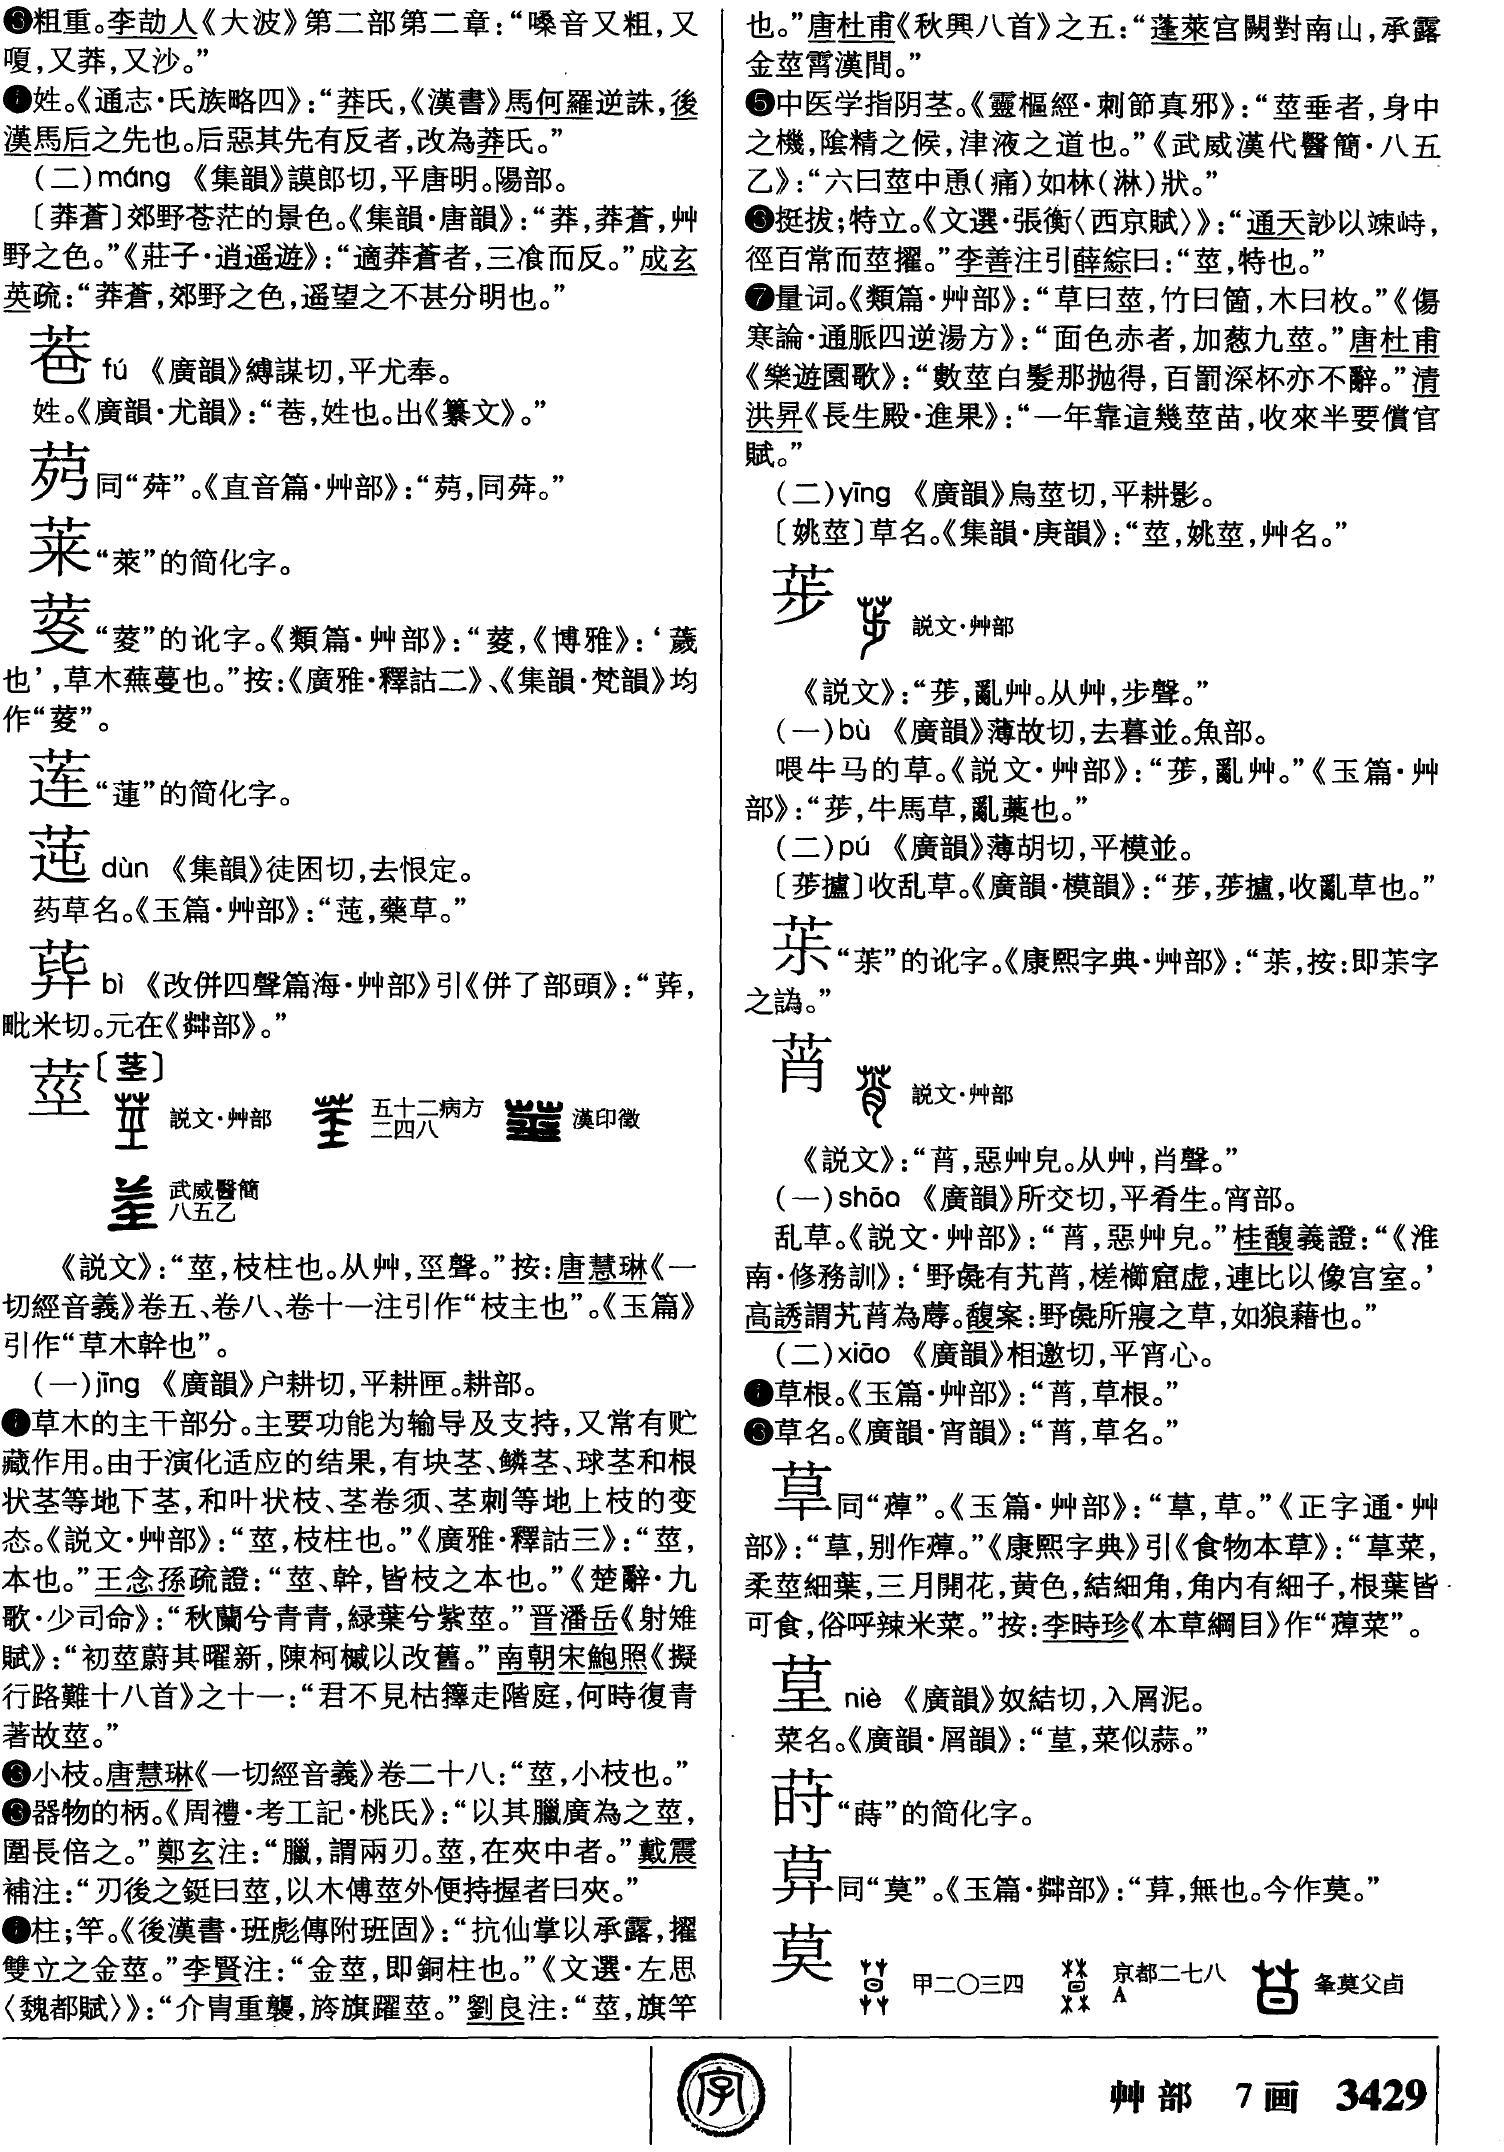 ❸粗重。李劼人《大波》第二部第二章：“嗓音又粗，又
嗄，又莽，又沙。”
姓。《通志·氏族略四》：“莽氏，《漢書》馬何羅逆誅，後
漢馬后之先也。后惡其先有反者，改為莽氏。”
（二）máng 《集韻》謨郎切，平唐明。陽部。
〔莽蒼〕郊野苍茫的景色。《集韻·唐韻》：“莽，莽蒼，艸
野之色。”《莊子·逍遥遊》：“適莽蒼者，三飡而反。”成玄
英疏：“莽蒼，郊野之色，遥望之不甚分明也。”
fú 《廣韻》縛謀切，平尤奉。
姓。《廣韻·尤韻》：“，姓也。出《纂文》。”
同“荈”。《直音篇·艸部》：“，同荈。”
莱“萊”的简化字。
“葼”的讹字。《類篇·艸部》：“，《博雅》：‘薉
也’，草木蕪蔓也。”按：《廣雅·釋詁二》、《集韻·梵韻》均
作“”。
莲“蓮”的简化字。
dùn 《集韻》徒困切，去恨定。
药草名。《玉篇·艸部》：“，藥草。”
bì 《改併四聲篇海·艸部》引《併了部頭》：“，
毗米切。元在《茻部》。”
莖〔茎〕
説文·艸部 五十二病方二四八 漢印徵
武威醫簡八五乙
《説文》：“莖，枝柱也。从艸，巠聲。”按：唐慧琳《一
切經音義》卷五、卷八、卷十一注引作“枝主也”。《玉篇》
引作“草木幹也”。
（一）jīng 《廣韻》户耕切，平耕匣。耕部。
❶草木的主干部分。主要功能为输导及支持，又常有贮
藏作用。由于演化适应的结果，有块茎、鳞茎、球茎和根
状茎等地下茎，和叶状枝、茎卷须、茎刺等地上枝的变
态。《説文·艸部》：“莖，枝柱也。”《廣雅·釋詁三》：“莖，
本也。”王念孫疏證：“莖、幹，皆枝之本也。”《楚辭·九
歌·少司命》：“秋蘭兮青青，緑葉兮紫莖。”晋潘岳《射雉
賦》：“初莖蔚其曜新，陳柯槭以改舊。”南朝宋鮑照《擬
行路難十八首》之十一：“君不見枯籜走階庭，何時復青
著故莖。”
小枝。唐慧琳《一切經音義》卷二十八：“莖，小枝也。”
❸器物的柄。《周禮·考工記·桃氏》：“以其臘廣為之莖，
圍長倍之。”鄭玄注：“臘，謂兩刃。莖，在夾中者。”戴震
補注：“刃後之鋌曰莖，以木傅莖外便持握者曰夾。”
柱；竿。《後漢書·班彪傳附班固》：“抗仙掌以承露，擢
雙立之金莖。”李賢注：“金莖，即銅柱也。”《文選·左思
〈魏都賦〉》：“介冑重襲，旍旗躍莖。”劉良注：“莖，旗竿
也。”唐杜甫《秋興八首》之五：“蓬萊宫闕對南山，承露
金莖霄漢間。”
❺中医学指阴茎。《靈樞經·刺節真邪》：“莖垂者，身中
之機，陰精之候，津液之道也。”《武威漢代醫簡·八五
乙》：“六曰莖中恿(痛)如林(淋)狀。”
挺拔；特立。《文選·張衡〈西京賦〉》：“通天訬以竦峙，
徑百常而莖擢。”李善注引薛綜曰：“莖，特也。”
❼量词。《類篇·艸部》：“草曰莖，竹曰箇，木曰枚。”《傷
寒論·通脈四逆湯方》：“面色赤者，加葱九莖。”唐杜甫
《樂遊園歌》：“數莖白髮那抛得，百罰深杯亦不辭。”清
洪昇《長生殿·進果》：“一年靠這幾莖苗，收來半要償官
賦。”
（二）yīng 《廣韻》烏莖切，平耕影。
〔姚莖〕草名。《集韻·庚韻》：“莖，姚莖，艸名。”
荹 説文·艸部
《説文》：“荹，亂艸。从艸，步聲。”
（一）bù 《廣韻》薄故切，去暮並。魚部。
喂牛马的草。《説文·艸部》：“荹，亂艸。”《玉篇·艸
部》：“荹，牛馬草，亂藁也。”
（二）pú 《廣韻》薄胡切，平模並。
〔荹攎〕收乱草。《廣韻·模韻》：“荹，荹攎，收亂草也。”
“”的讹字。《康熙字典·艸部》：“，按：即字
之譌。”
莦 説文·艸部
《説文》：“莦，惡艸皃。从艸，肖聲。”
（一）shāo 《廣韻》所交切，平肴生。宵部。
乱草。《説文·艸部》：“莦，惡艸皃。”桂馥義證：“《淮
南·修務訓》：‘野彘有艽莦，槎櫛窟虚，連比以像宫室。’
高誘謂艽莦為蓐。馥案：野彘所寢之草，如狼藉也。”
（二）xiāo 《廣韻》相邀切，平宵心。
❶草根。《玉篇·艸部》：“莦，草根。”
草名。《廣韻·宵韻》：“莦，草名。”
同“蔊”。《玉篇·艸部》：“，草。”《正字通·艸
部》：“，别作蔊。”《康熙字典》引《食物本草》：“菜，
柔莖細葉，三月開花，黄色，結細角，角内有細子，根葉皆
可食，俗呼辣米菜。”按：李時珍《本草綱目》作“蔊菜”。
niè 《廣韻》奴結切，入屑泥。
菜名。《廣韻·屑韻》：“，菜似蒜。”
莳“蒔”的简化字。
同“莫”。《玉篇·茻部》：“，無也。今作莫。”
莫 甲二〇三四 京都二七八A 夆莫父卣
字
艸部 7画 3429